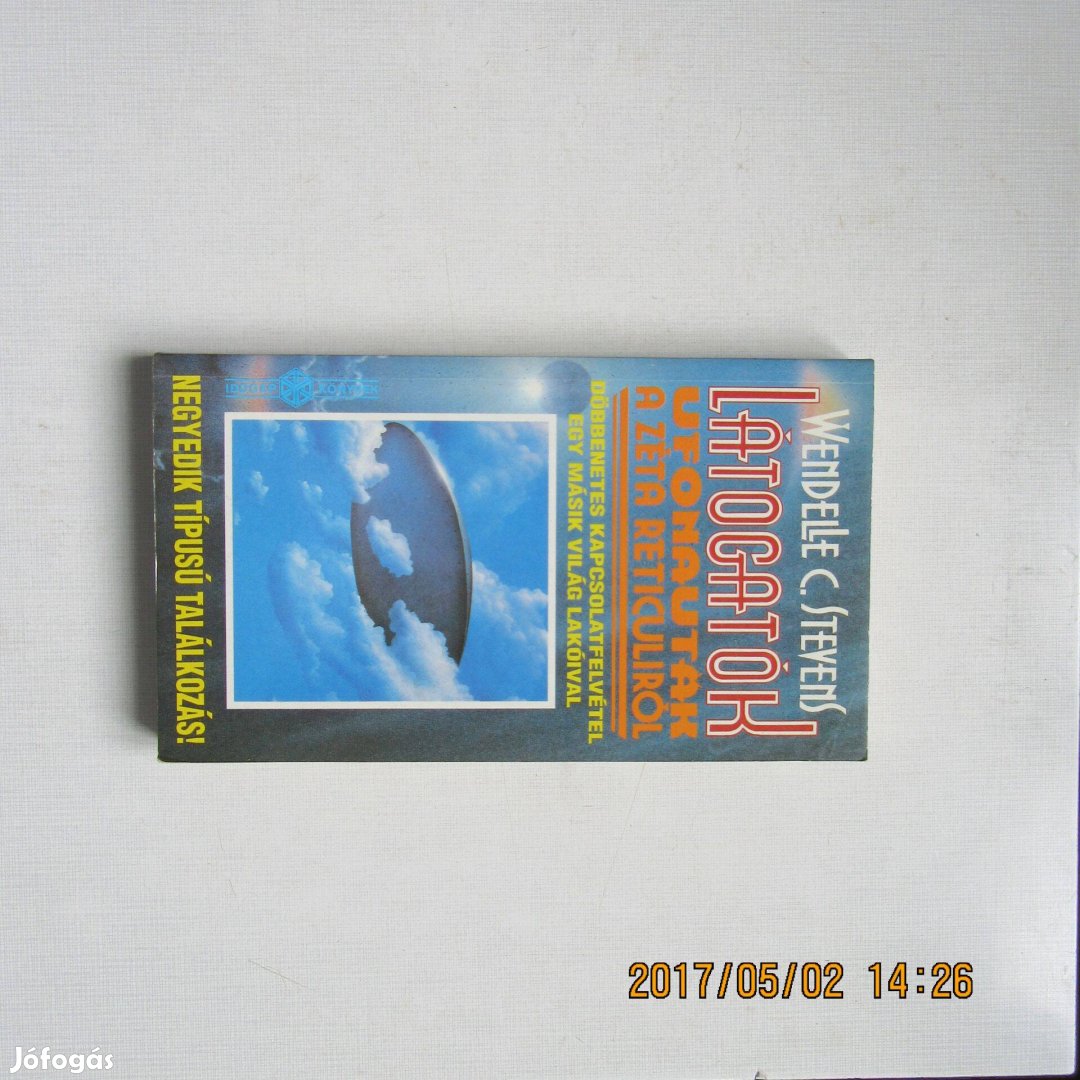 WENDELLE C. STEVENS
LÁTOGATÓK
UFONAUTÁK
A ZÉTA RETICULIRÓL
DÖBBENETES KAPCSOLATFELVÉTEL
EGY MÁSIK VILÁG LAKÓIVAL
KÖNYVEK
NEGYEDIK TÍPUSÚ TALÁLKOZÁS!
2017/05/02 14:26
Jófogás